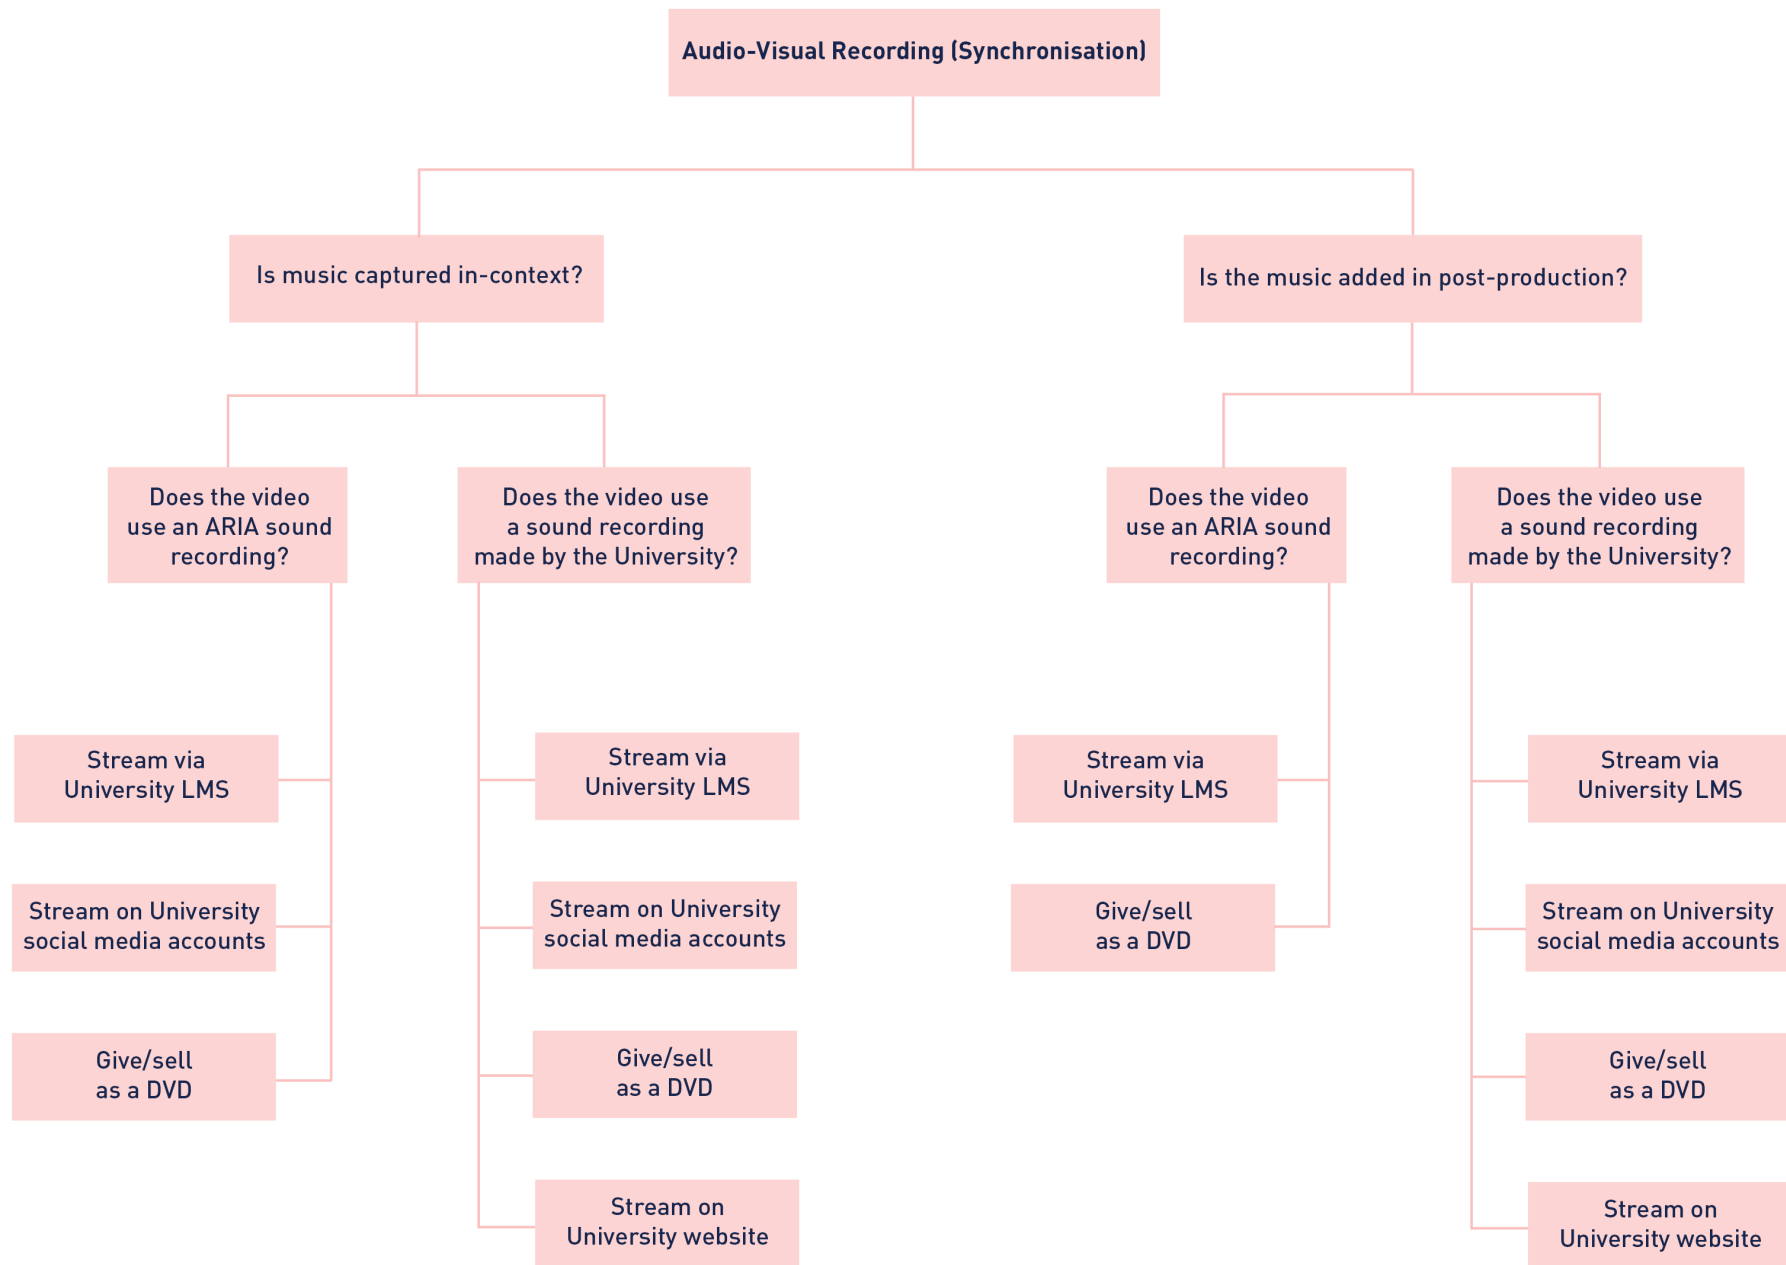 Audio-Visual Recording (Synchronisation)
Is music captured in-context?
Is the music added in post-production?
Does the video
use an ARIA sound
recording?
Does the video use
a sound recording
made by the University?
Does the video
use an ARIA sound
recording?
Does the video use
a sound recording
made by the University?
Stream via
University LMS
Stream via
University LMS
Stream via
University LMS
Stream via
University LMS
Stream on University
social media accounts
Stream on University
social media accounts
Give/sell
as a DVD
Stream on University
social media accounts
Give/sell
as a DVD
Give/sell
as a DVD
Give/sell
as a DVD
Stream on
University website
Stream on
University website